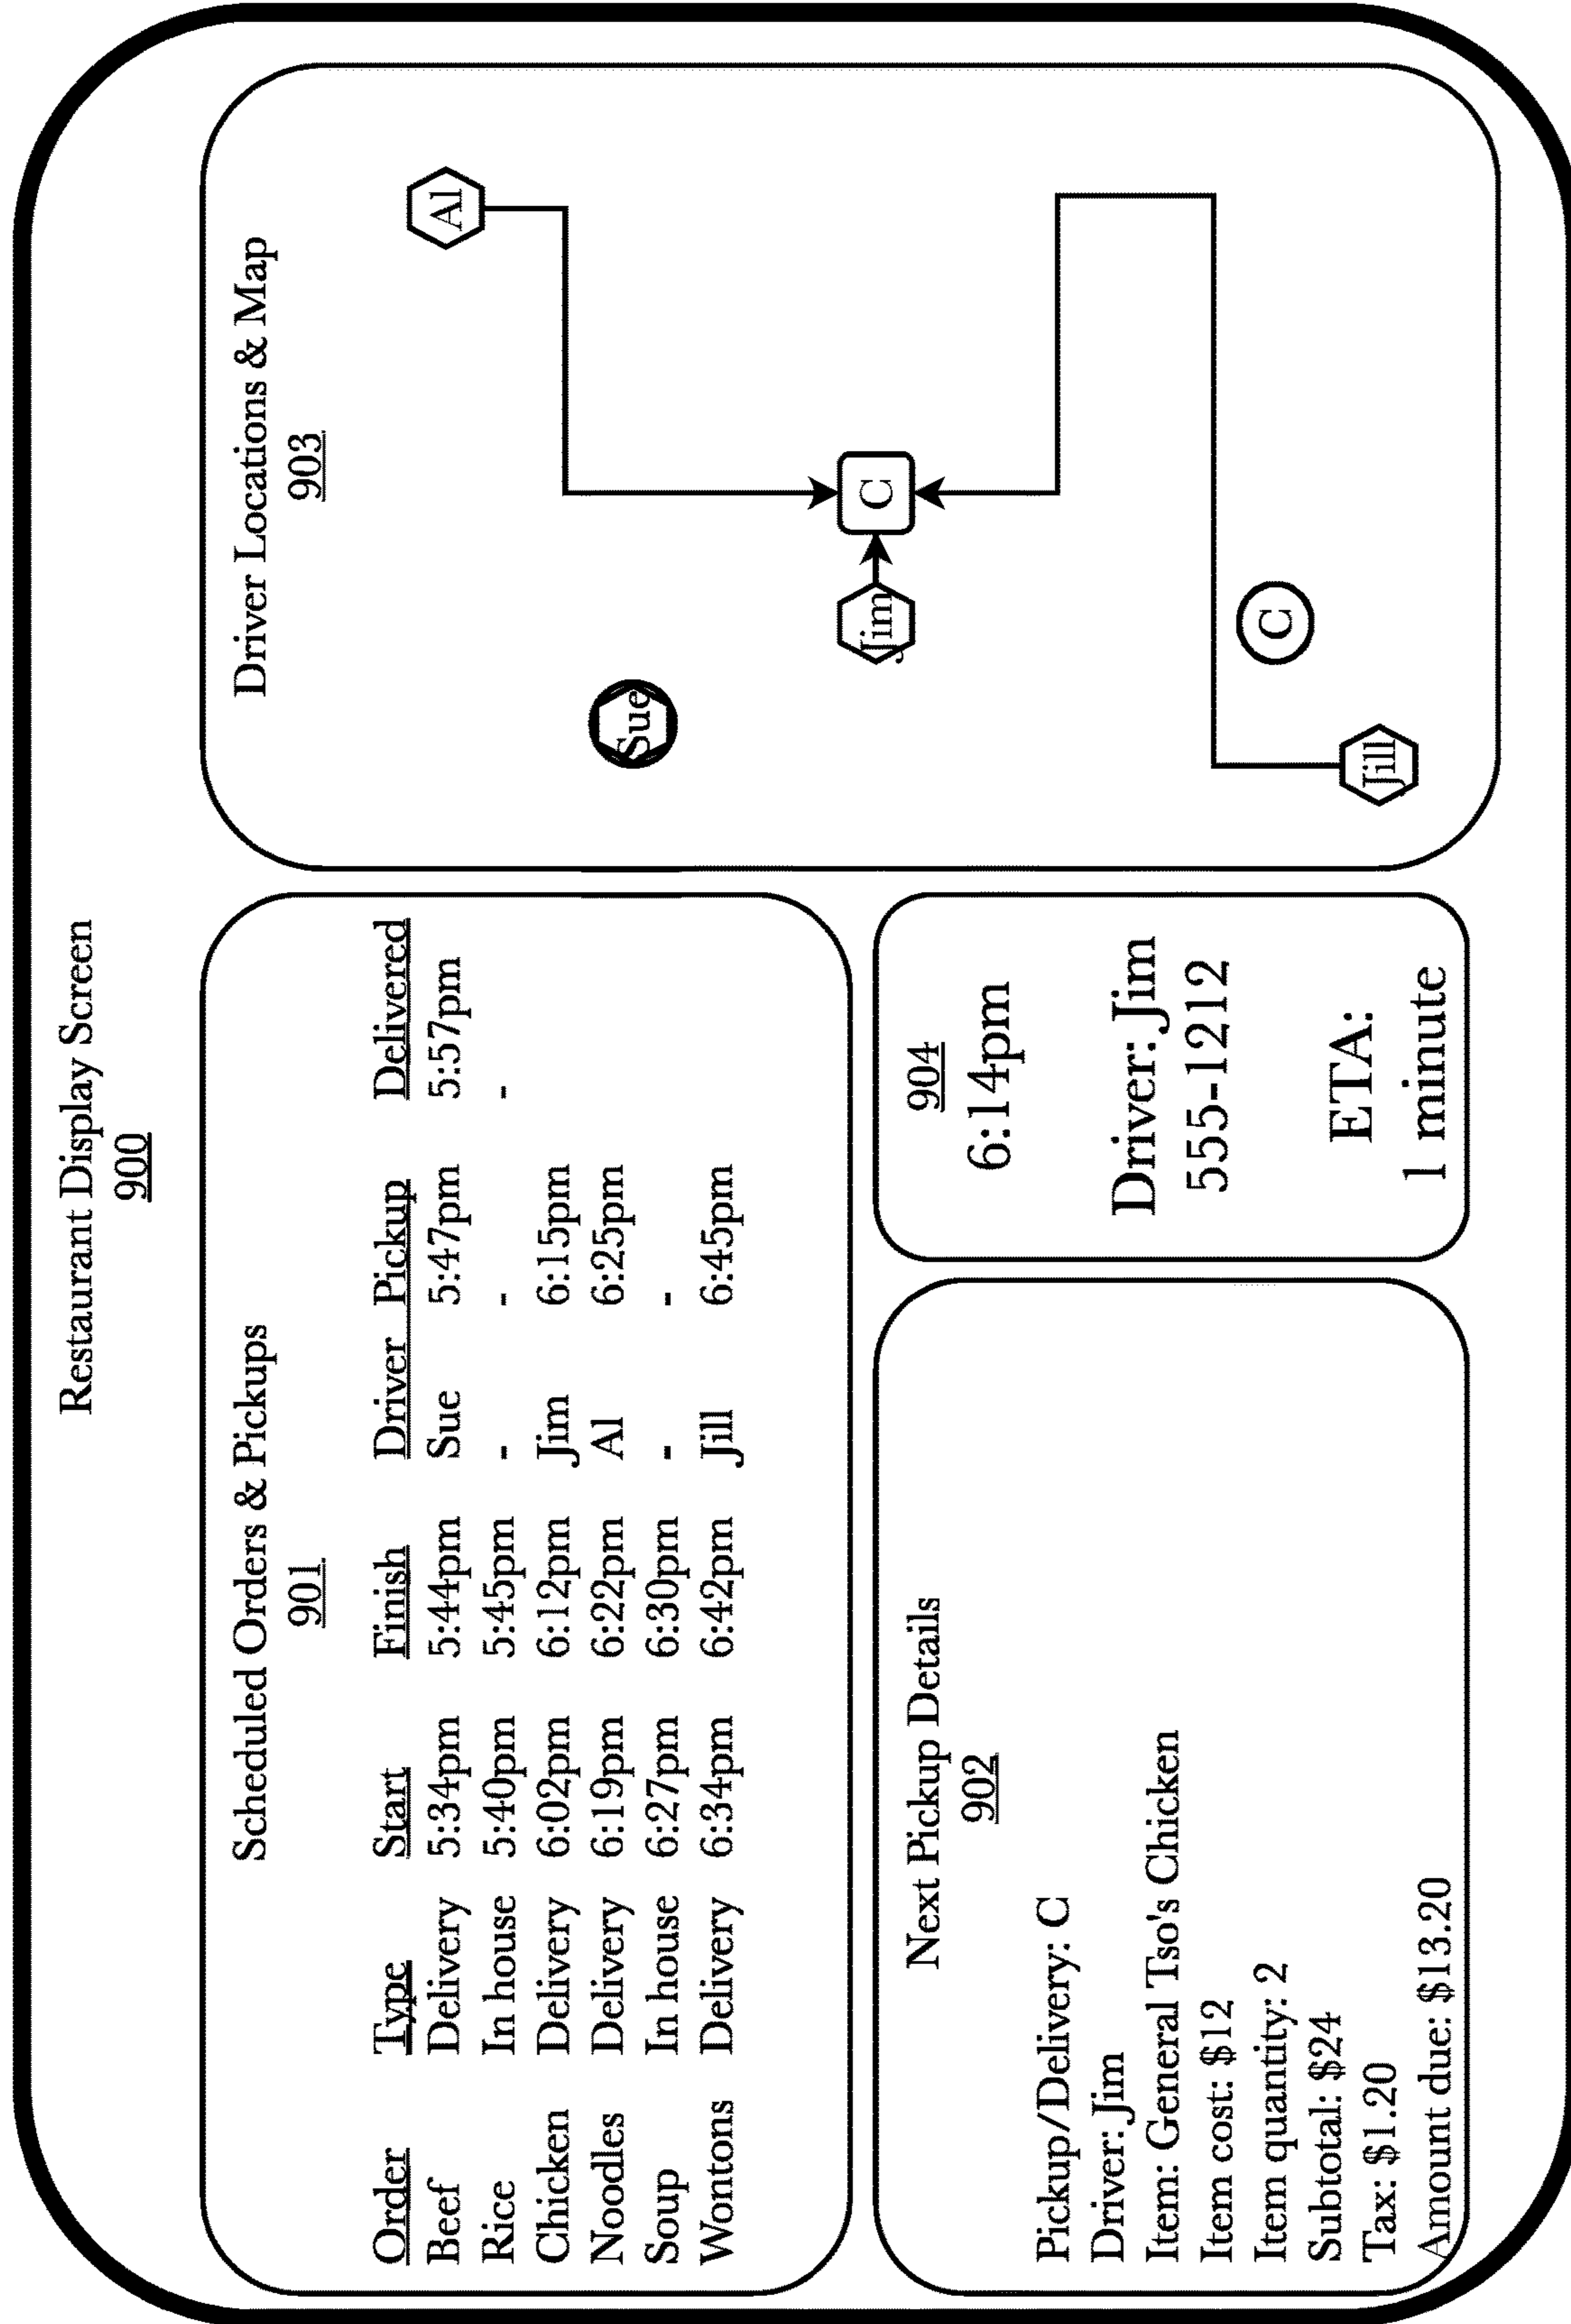 Restaurant Display Screen
900
Scheduled Orders & Pickups
901
Order Type Start Finish Driver Pickup Delivered
Beef Delivery 5:34pm 5:44pm Sue 5:47pm 5:57pm
Rice In house 5:40pm 5:45pm - - -
Chicken Delivery 6:02pm 6:12pm Jim 6:15pm
Noodles Delivery 6:19pm 6:22pm Al 6:25pm
Soup In house 6:27pm 6:30pm - -
Wontons Delivery 6:34pm 6:42pm Jill 6:45pm
Next Pickup Details
902
Pickup/Delivery: C
Driver: Jim
Item: General Tso's Chicken
Item cost: $12
Item quantity: 2
Subtotal: $24
Tax: $1.20
Amount due: $13.20
904
6:14pm
Driver: Jim
555-1212
ETA:
1 minute
Driver Locations & Map
903
Al
Sue
Jim
C
C
Jill